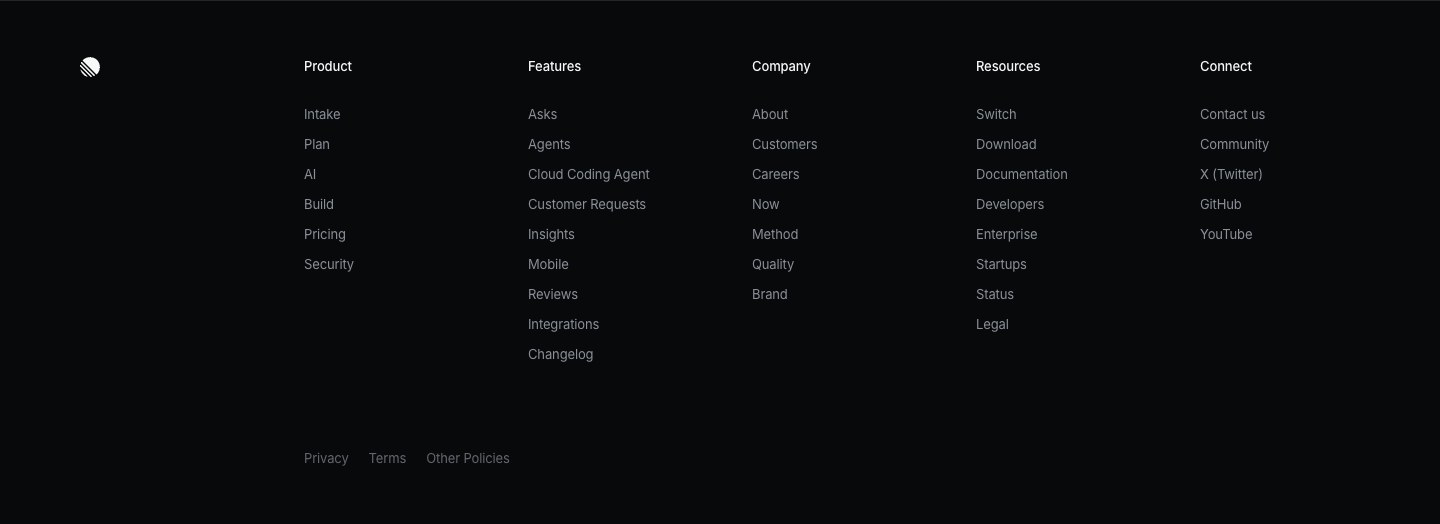 Product
Intake
Plan
AI
Build
Pricing
Security
Features
Asks
Agents
Cloud Coding Agent
Customer Requests
Insights
Mobile
Reviews
Integrations
Changelog
Company
About
Customers
Careers
Now
Method
Quality
Brand
Resources
Switch
Download
Documentation
Developers
Enterprise
Startups
Status
Legal
Connect
Contact us
Community
X (Twitter)
GitHub
YouTube
Privacy Terms Other Policies